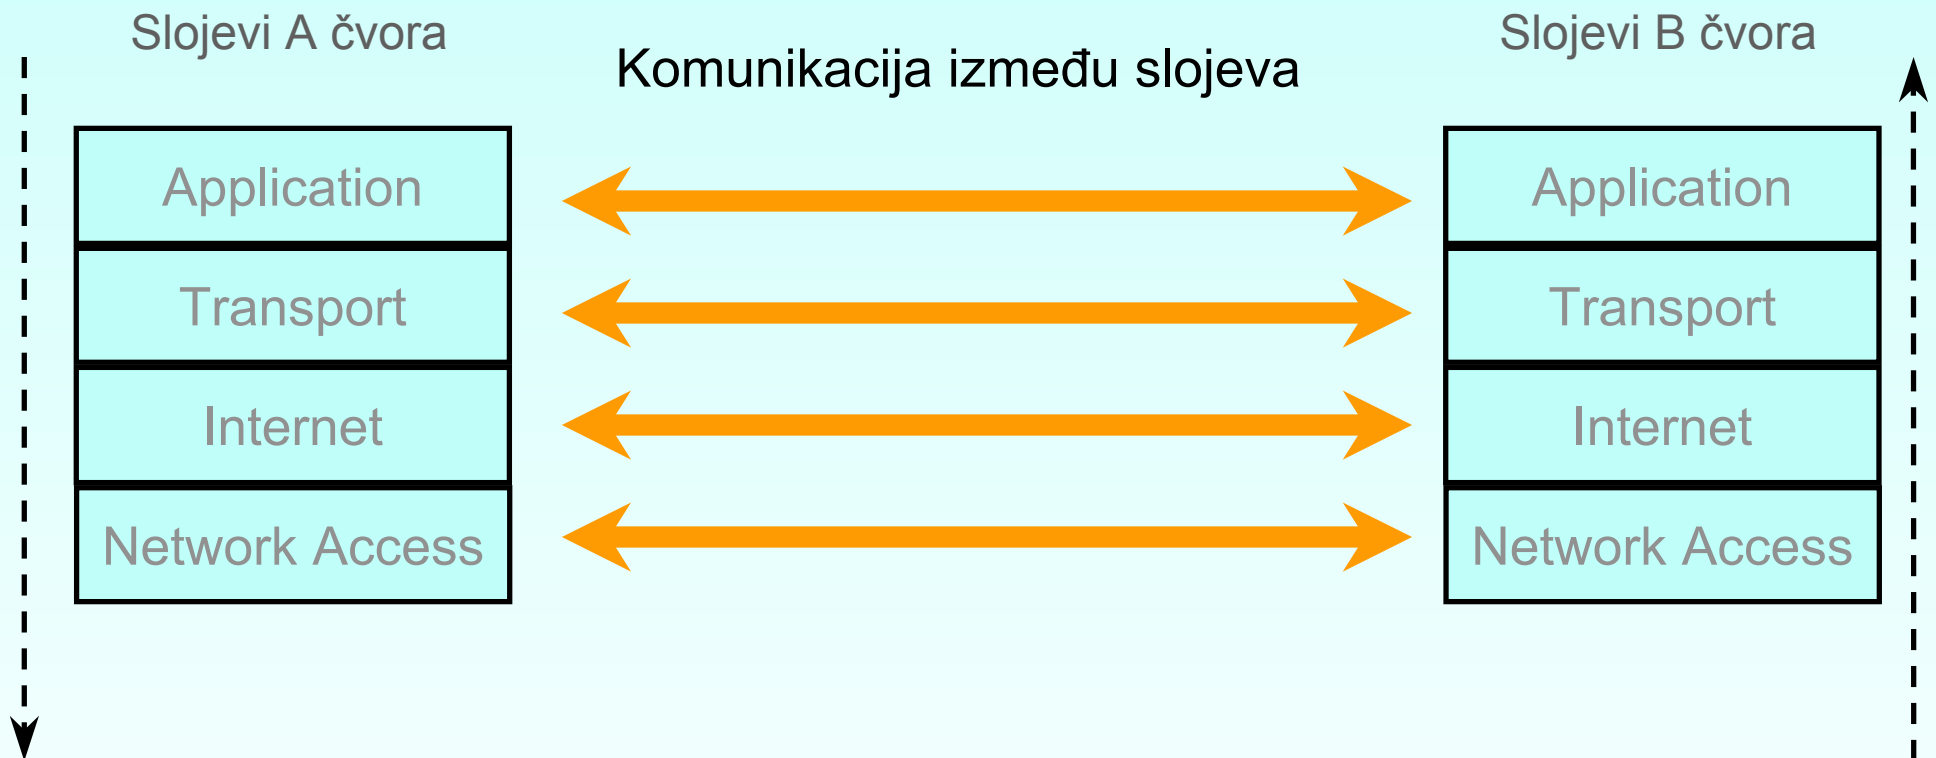 Slojevi A čvora
Komunikacija između slojeva
Slojevi B čvora
Application
Transport
Internet
Network Access
Application
Transport
Internet
Network Access